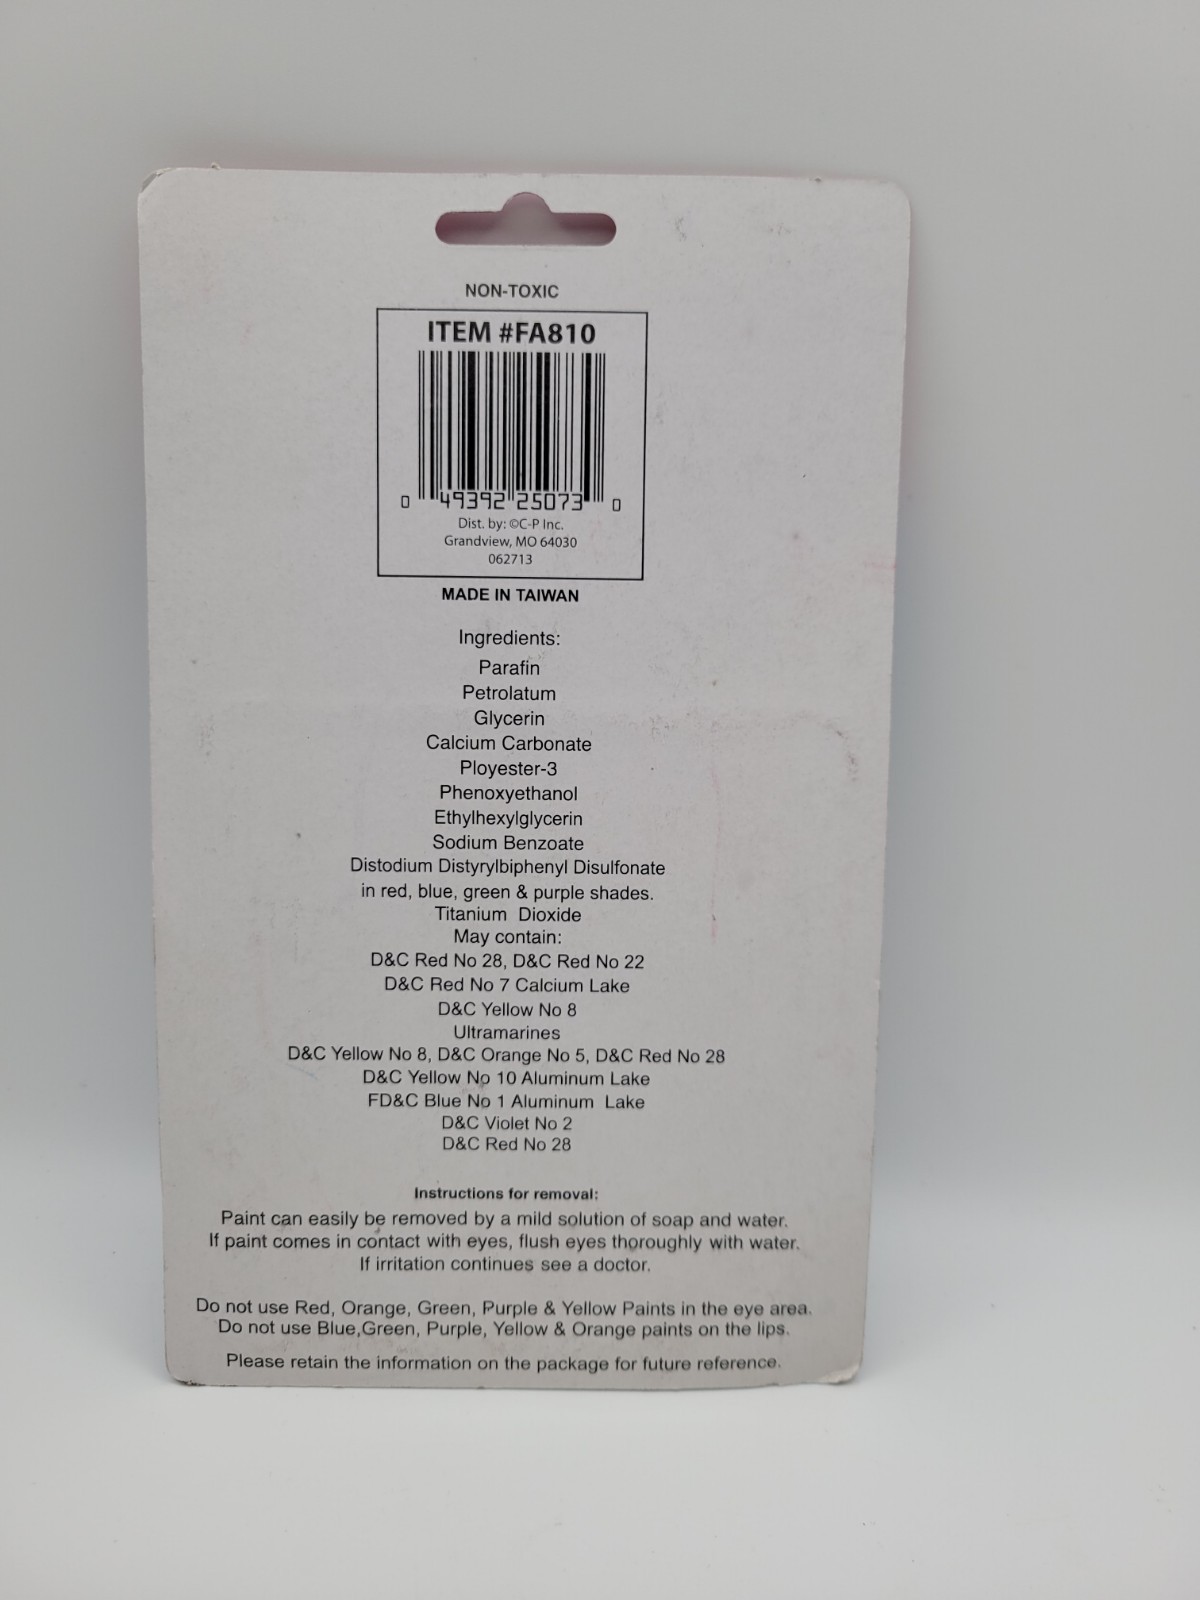 NON-TOXIC
ITEM #FA810
0 49392 25073 0
Dist. by: ©C-P Inc.
Grandview, MO 64030
062713
MADE IN TAIWAN
Ingredients:
Parafin
Petrolatum
Glycerin
Calcium Carbonate
Ployester-3
Phenoxyethanol
Ethylhexylglycerin
Sodium Benzoate
Distodium Distyrylbiphenyl Disulfonate
in red, blue, green & purple shades.
Titanium Dioxide
May contain:
D&C Red No 28, D&C Red No 22
D&C Red No 7 Calcium Lake
D&C Yellow No 8
Ultramarines
D&C Yellow No 8, D&C Orange No 5, D&C Red No 28
D&C Yellow No 10 Aluminum Lake
FD&C Blue No 1 Aluminum Lake
D&C Violet No 2
D&C Red No 28
Instructions for removal:
Paint can easily be removed by a mild solution of soap and water.
If paint comes in contact with eyes, flush eyes thoroughly with water.
If irritation continues see a doctor.
Do not use Red, Orange, Green, Purple & Yellow Paints in the eye area.
Do not use Blue,Green, Purple, Yellow & Orange paints on the lips.
Please retain the information on the package for future reference.